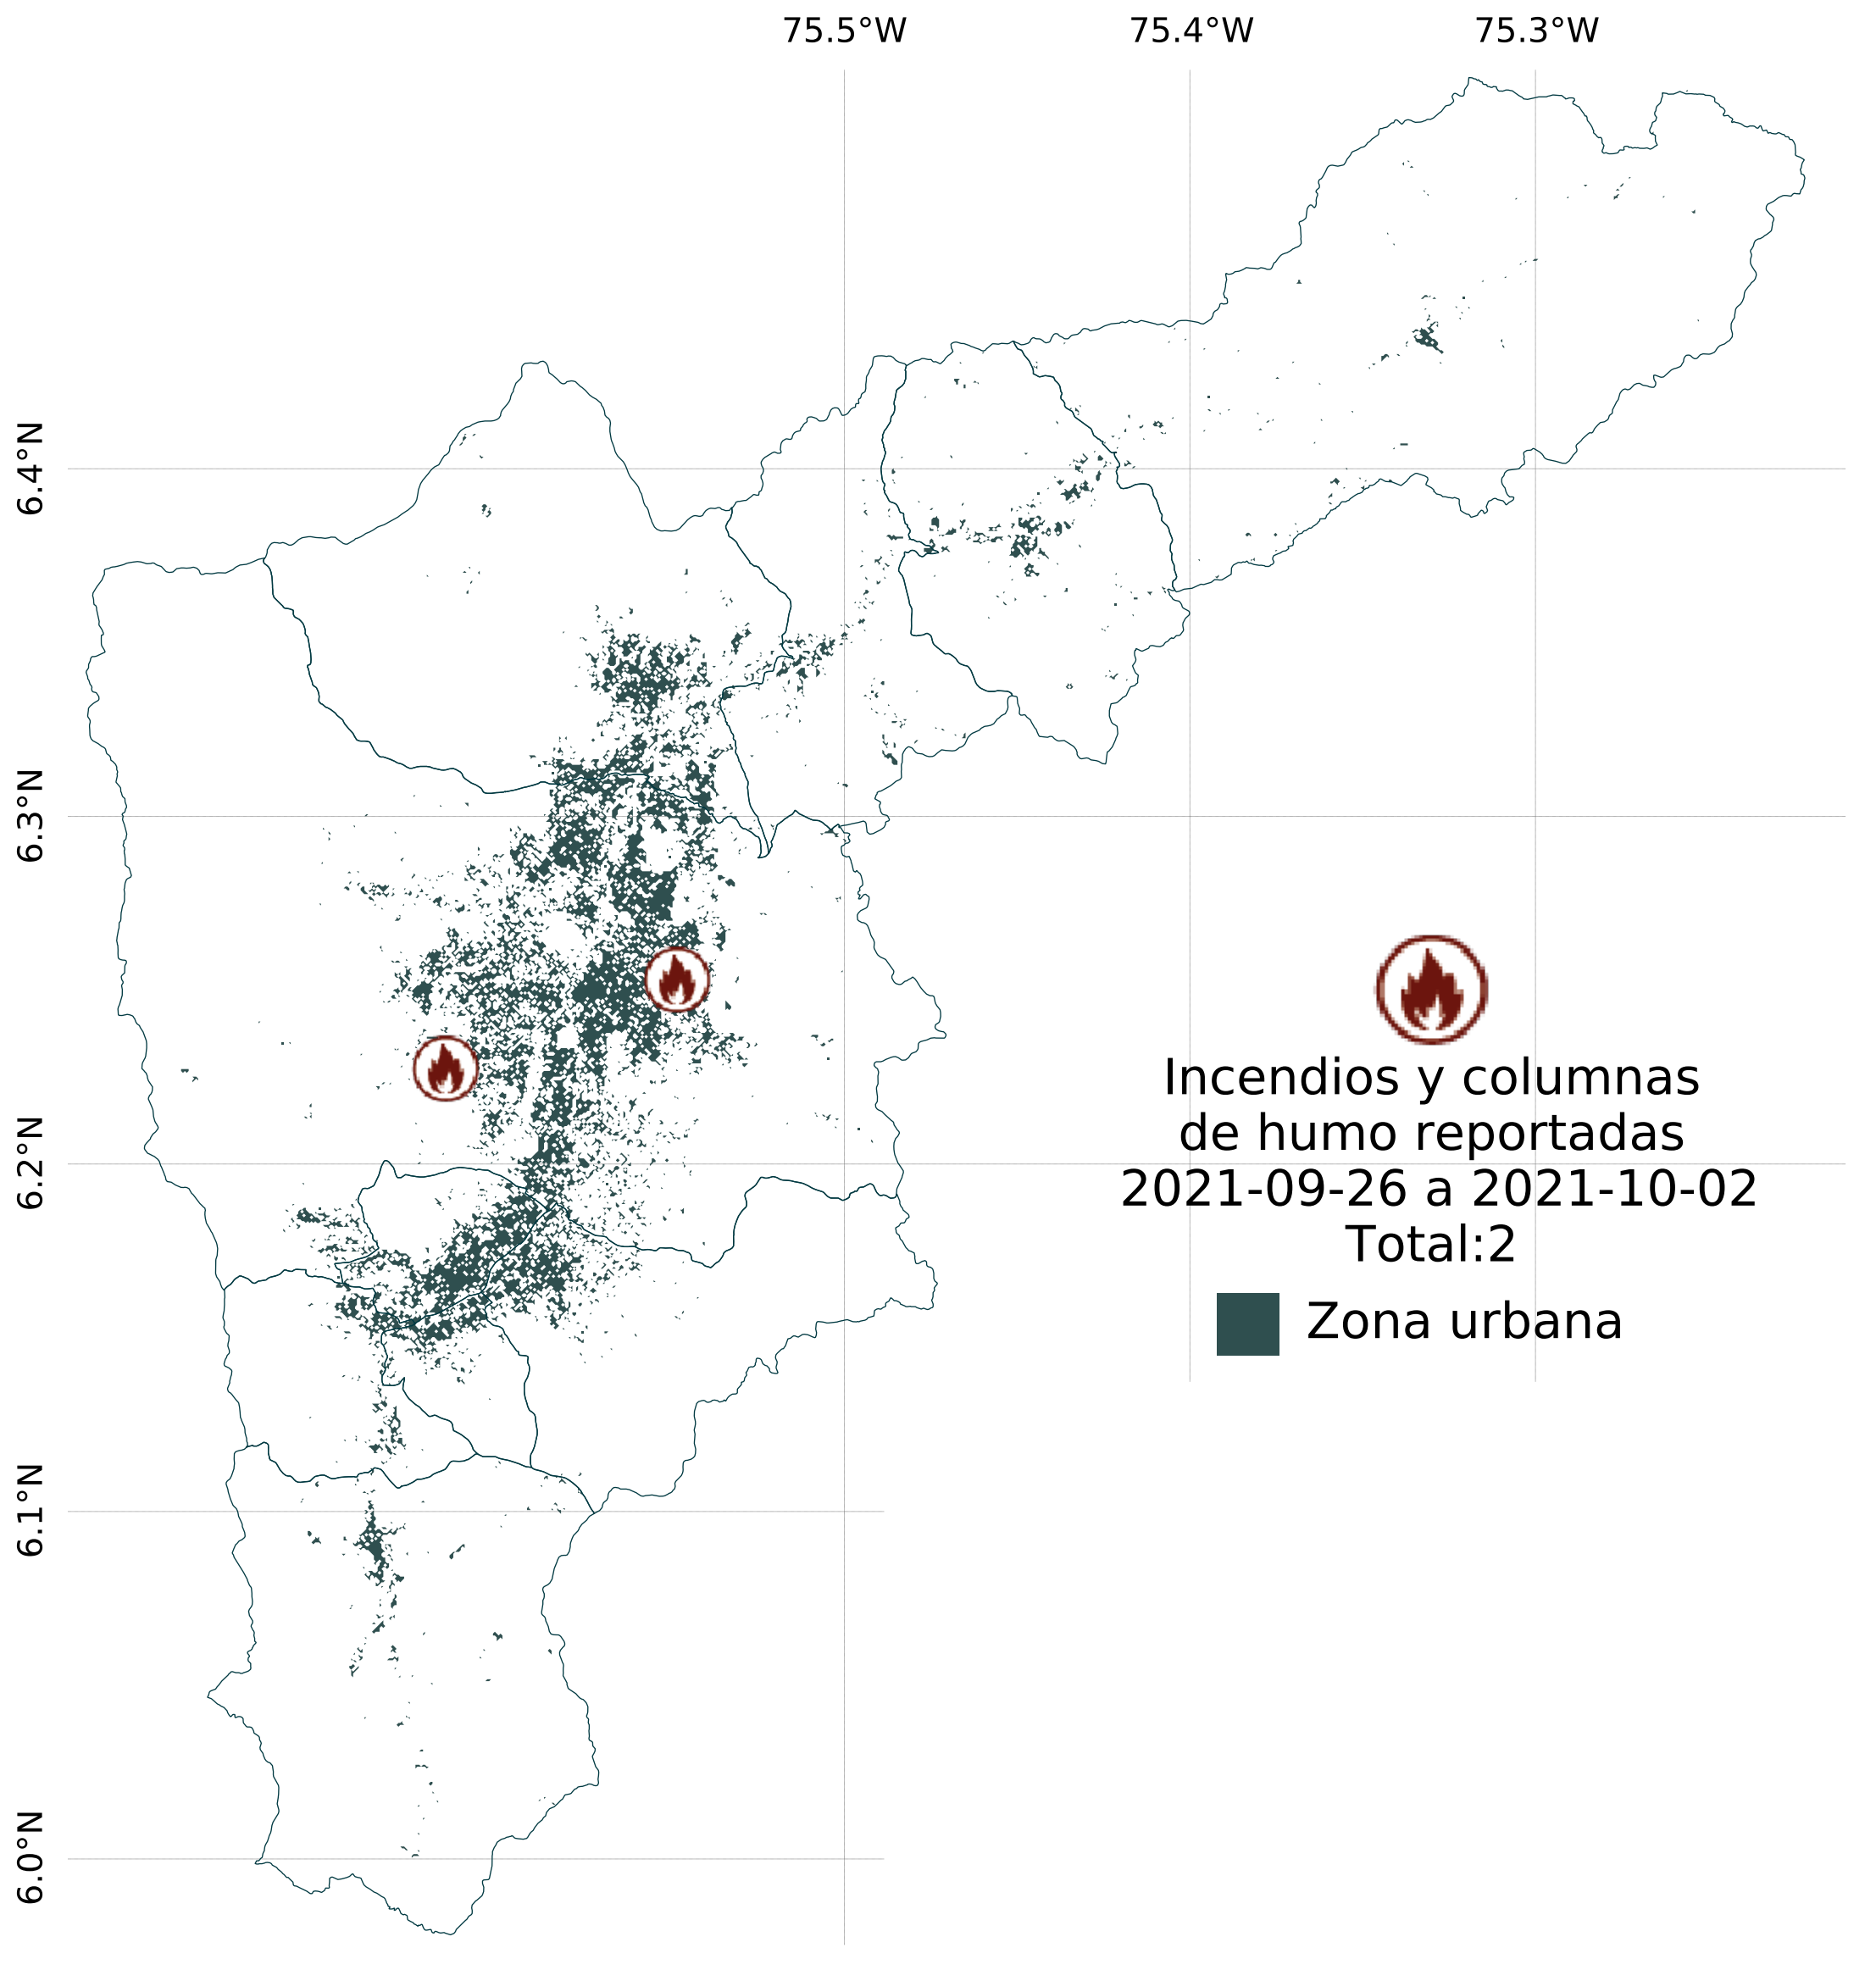 75.5°W 75.4°W 75.3°W
6.4°N
6.3°N
6.2°N
6.1°N
6.0°N
Incendios y columnas
de humo reportadas
2021-09-26 a 2021-10-02
Total:2
Zona urbana